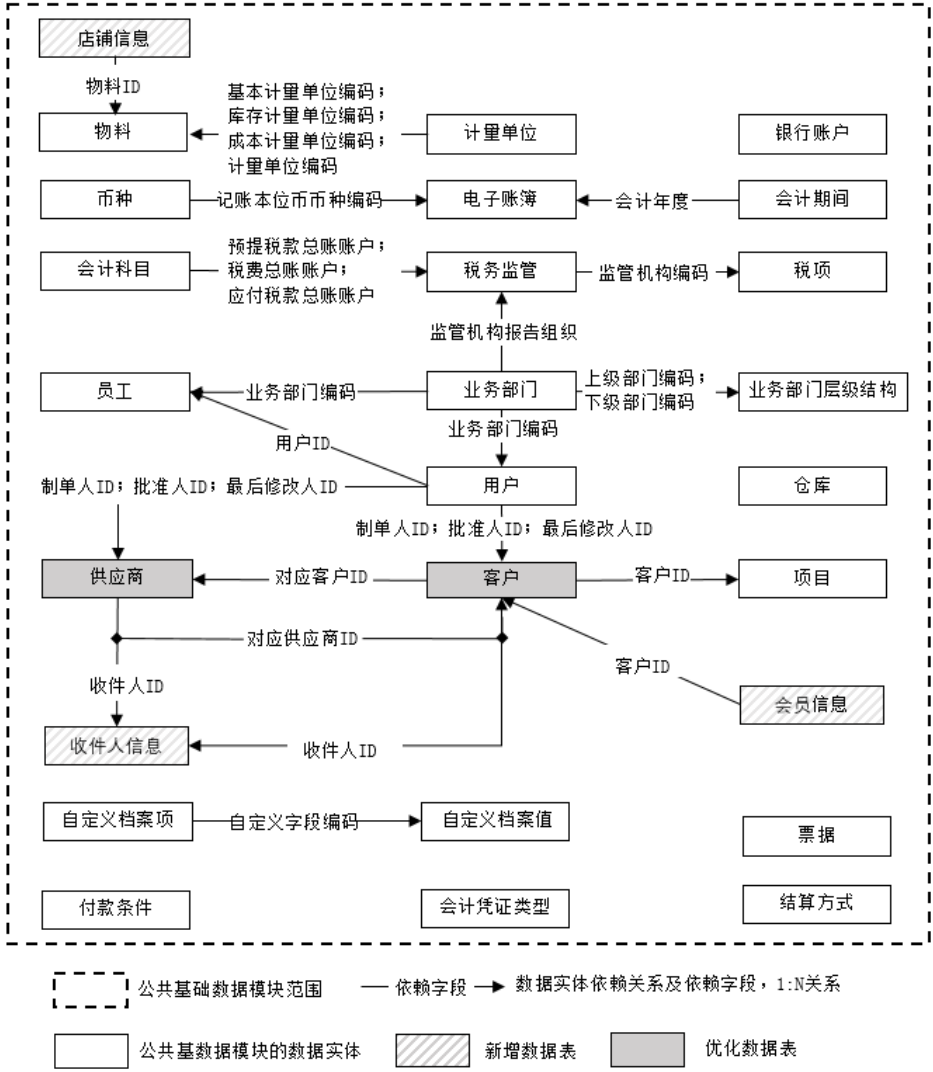 店铺信息
物料ID
基本计量单位编码；
库存计量单位编码；
成本计量单位编码；
计量单位编码
物料
计量单位
银行账户
币种
记账本位币币种编码
电子账簿
会计年度
会计期间
预提税款总账账户；
税费总账账户；
应付税款总账账户
会计科目
税务监管
监管机构编码
税项
监管机构报告组织
员工
业务部门编码
业务部门
上级部门编码；
下级部门编码
业务部门层级结构
业务部门编码
用户ID
制单人ID；批准人ID；最后修改人ID
用户
仓库
制单人ID；批准人ID；最后修改人ID
供应商
对应客户ID
客户
客户ID
项目
对应供应商ID
客户ID
收件人ID
会员信息
收件人信息
收件人ID
自定义档案项
自定义字段编码
自定义档案值
票据
付款条件
会计凭证类型
结算方式
公共基础数据模块范围
依赖字段
数据实体依赖关系及依赖字段，1:N关系
公共基数据模块的数据实体
新增数据表
优化数据表